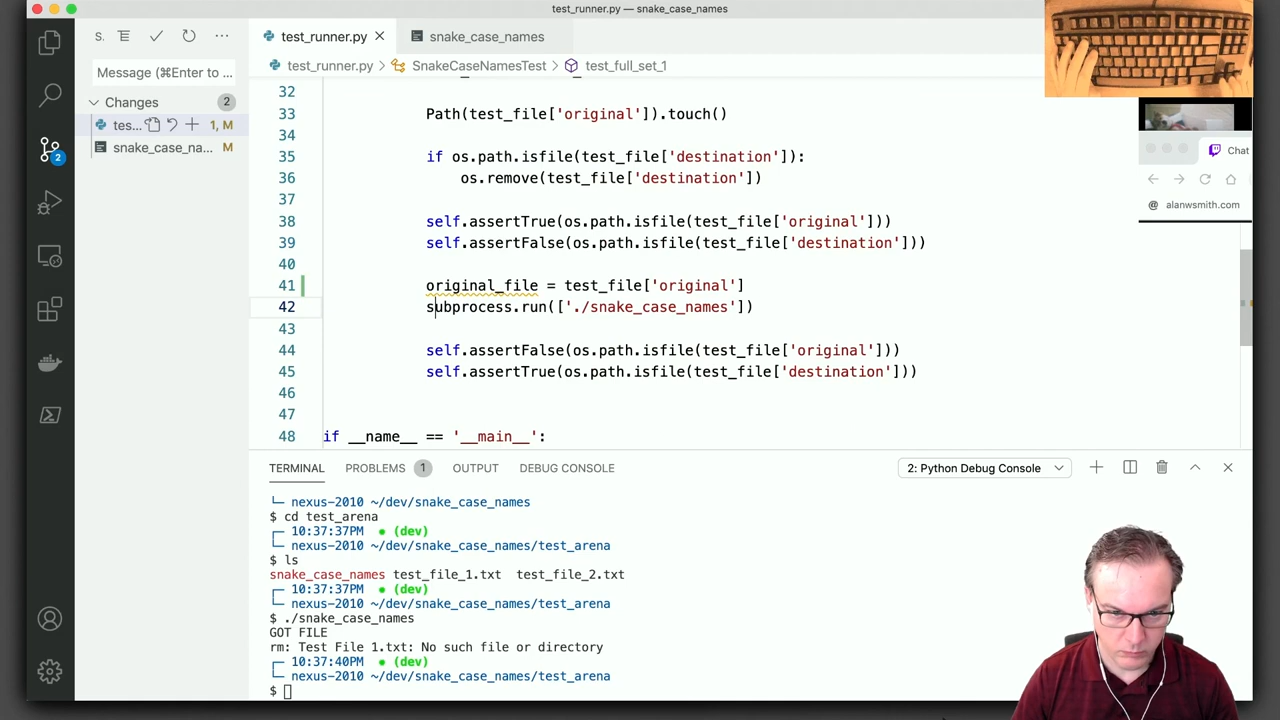 test_runner.py — snake_case_names
S.
test_runner.py
snake_case_names
Message (⌘Enter to ...
test_runner.py > SnakeCaseNamesTest > test_full_set_1
Changes 2
tes... 1, M
snake_case_na... M
2
32
33 Path(test_file['original']).touch()
34
35 if os.path.isfile(test_file['destination']):
36 os.remove(test_file['destination'])
37
38 self.assertTrue(os.path.isfile(test_file['original']))
39 self.assertFalse(os.path.isfile(test_file['destination']))
40
41 original_file = test_file['original']
42 subprocess.run(['./snake_case_names'])
43
44 self.assertFalse(os.path.isfile(test_file['original']))
45 self.assertTrue(os.path.isfile(test_file['destination']))
46
47
48 if __name__ == '__main__':
Chat
@ alanwsmith.com
TERMINAL PROBLEMS 1 OUTPUT DEBUG CONSOLE 2: Python Debug Console
nexus-2010 ~/dev/snake_case_names
$ cd test_arena
10:37:37PM ● (dev)
nexus-2010 ~/dev/snake_case_names/test_arena
$ ls
snake_case_names test_file_1.txt test_file_2.txt
10:37:37PM ● (dev)
nexus-2010 ~/dev/snake_case_names/test_arena
$ ./snake_case_names
GOT FILE
rm: Test File 1.txt: No such file or directory
10:37:40PM ● (dev)
nexus-2010 ~/dev/snake_case_names/test_arena
$